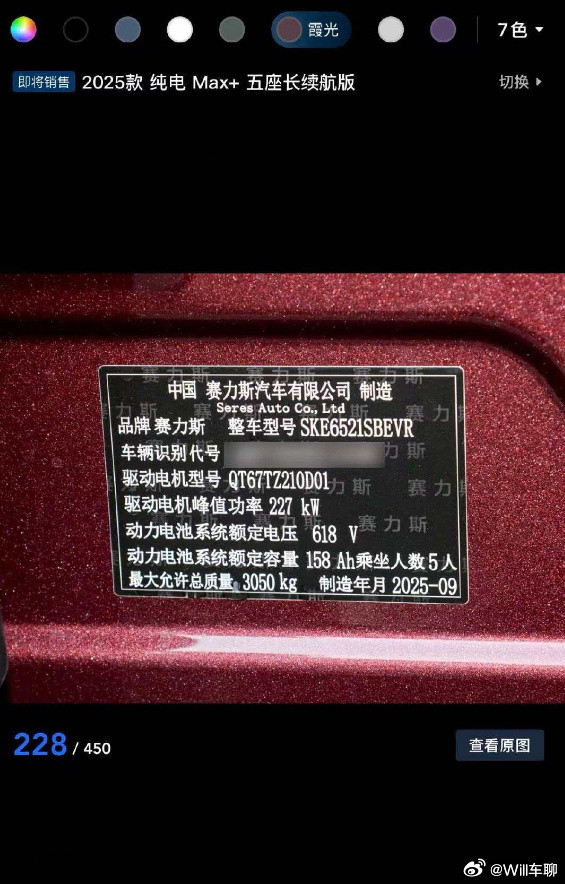 霞光
7色
即将销售 2025款 纯电 Max+ 五座长续航版 切换
中国 赛力斯汽车有限公司 制造
Seres Auto Co., Ltd
品牌 赛力斯 整车型号 SKE6521SBEVR
车辆识别代号
驱动电机型号 QT67TZ210D01
驱动电机峰值功率 227 kW
动力电池系统额定电压 618 V
动力电池系统额定容量 158 Ah 乘坐人数 5 人
最大允许总质量 3050 kg 制造年月 2025-09
228 / 450
查看原图
@Will车聊